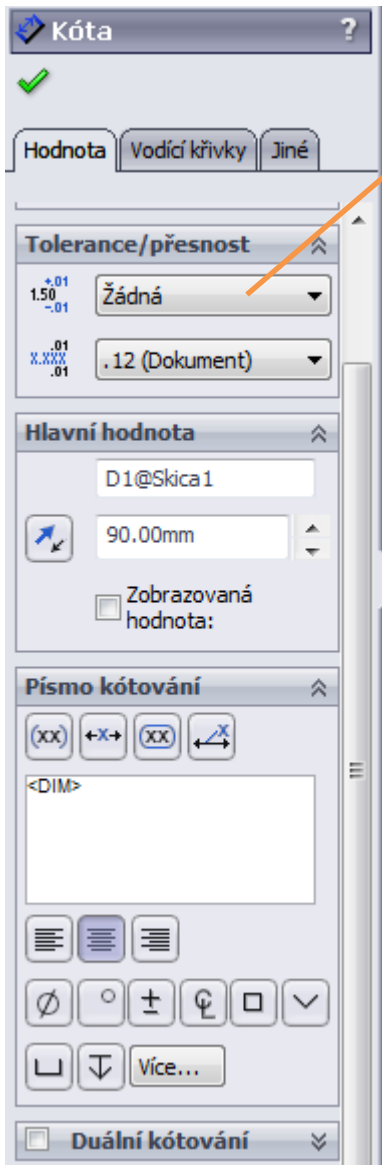 Kóta ?
Hodnota Vodící křivky Jiné
Tolerance/přesnost
1.50 +.01 -.01 Žádná
X.XXX .01 .01 .12 (Dokument)
Hlavní hodnota
D1@Skica1
90.00mm
Zobrazovaná
hodnota:
Písmo kótování
(xx) ←X→ (xx) X
<DIM>
∅ ° ± ℄ □ ∨
Více...
Duální kótování